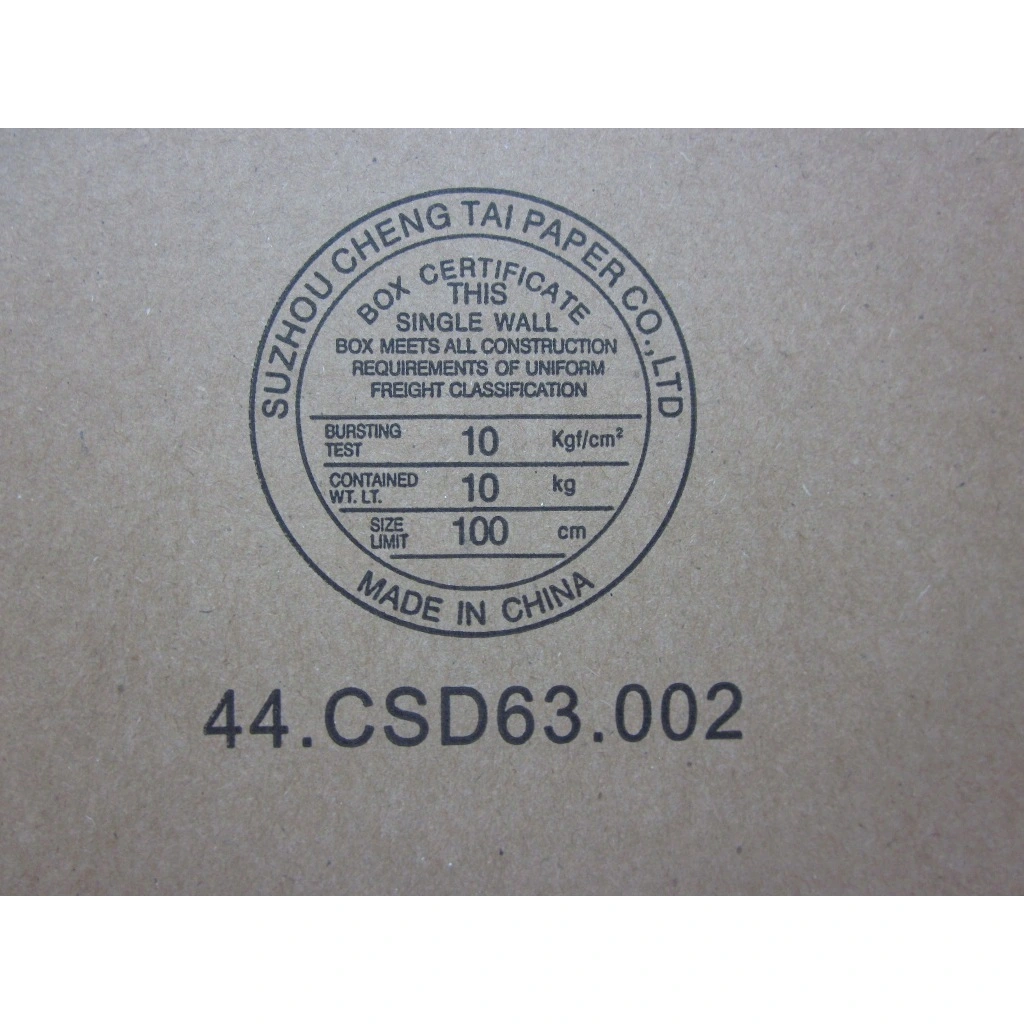 SUZHOU CHENG TAI PAPER CO.,LTD
BOX CERTIFICATE
THIS
SINGLE WALL
BOX MEETS ALL CONSTRUCTION
REQUIREMENTS OF UNIFORM
FREIGHT CLASSIFICATION
BURSTING TEST 10 Kgf/cm²
CONTAINED WT. LT. 10 kg
SIZE LIMIT 100 cm
MADE IN CHINA
44.CSD63.002